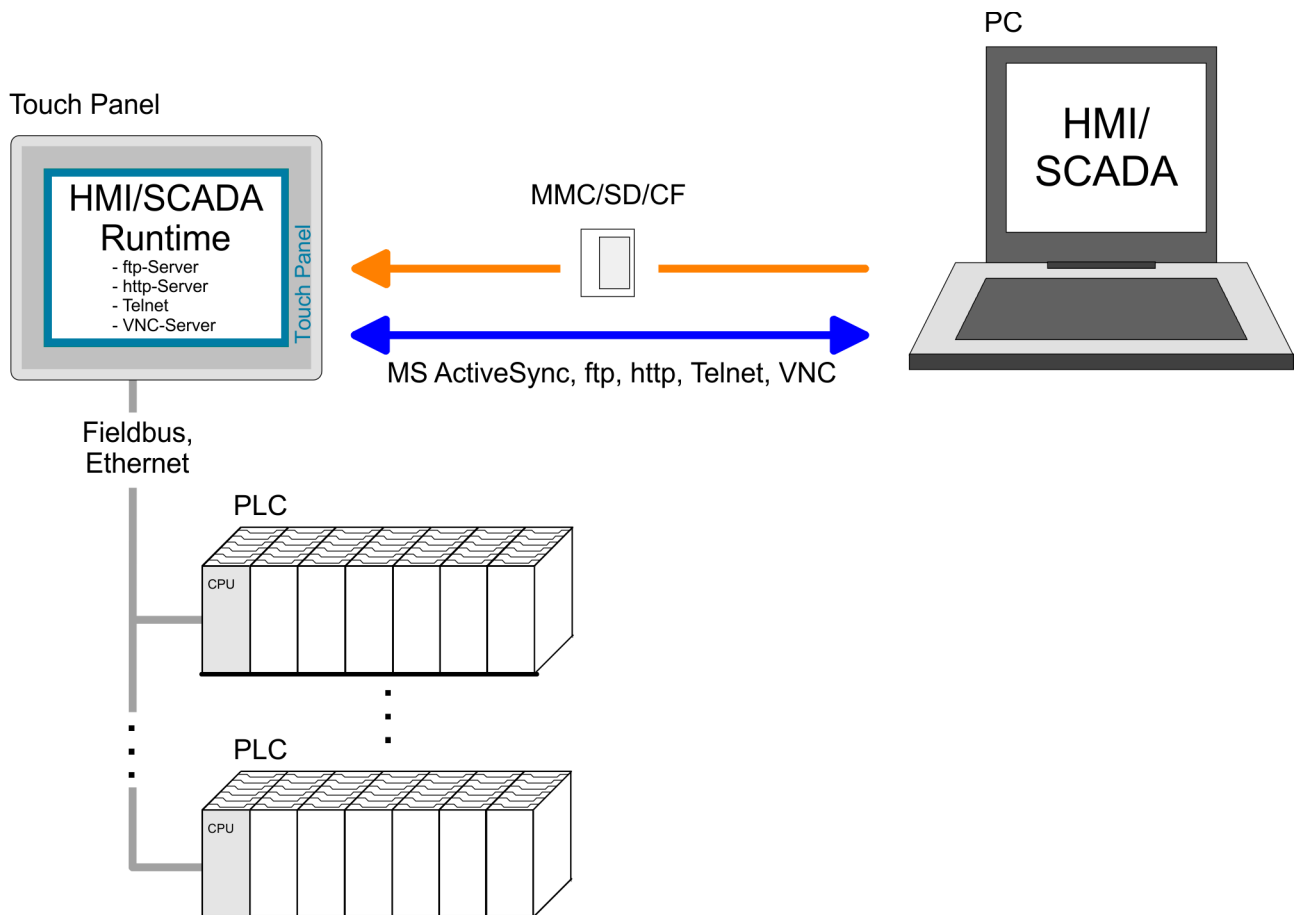 PC
HMI/
SCADA
Touch Panel
HMI/SCADA
Runtime
- ftp-Server
- http-Server
- Telnet
- VNC-Server
Touch Panel
MMC/SD/CF
MS ActiveSync, ftp, http, Telnet, VNC
Fieldbus,
Ethernet
PLC
CPU
PLC
CPU